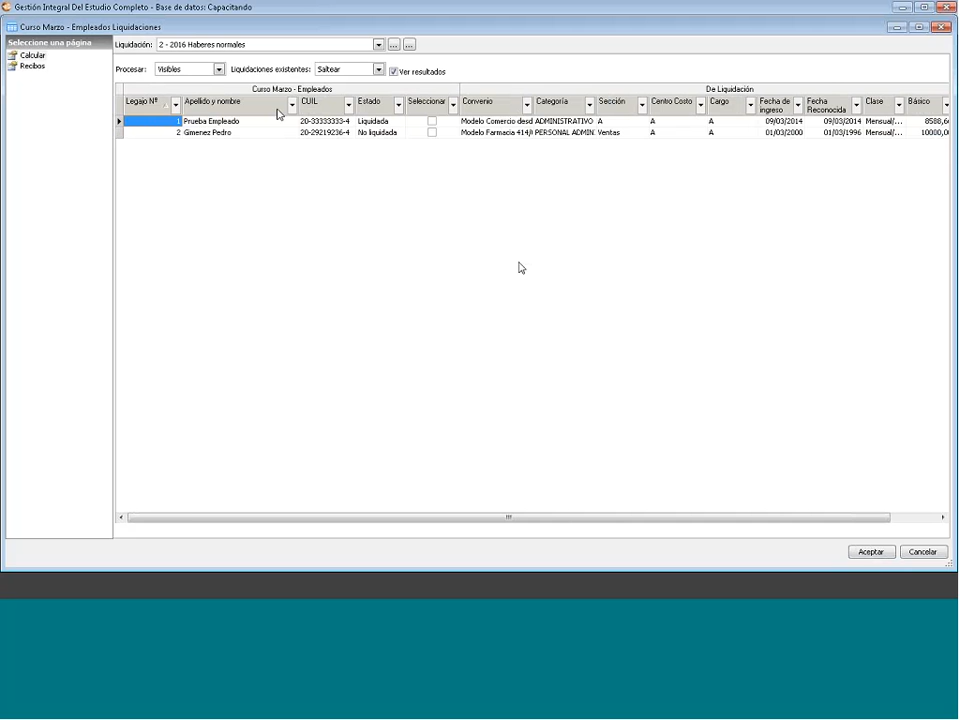 Gestión Integral Del Estudio Completo - Base de datos: Capacitando
Curso Marzo - Empleados Liquidaciones
Seleccione una página
Calcular
Recibos
Liquidación: 2 - 2016 Haberes normales
Procesar: Visibles Liquidaciones existentes: Saltear Ver resultados
Curso Marzo - Empleados De Liquidación
Legajo Nº Apellido y nombre CUIL Estado Seleccionar Convenio Categoría Sección Centro Costo Cargo Fecha de ingreso Fecha Reconocida Clase Básico
1 Prueba Empleado 20-33333333-4 Liquidada Modelo Comercio desd ADMINISTRATIVO A A A 09/03/2014 09/03/2014 Mensual/... 8588,6
2 Gimenez Pedro 20-29219236-4 No liquidada Modelo Farmacia 414/ PERSONAL ADMIN Ventas A A 01/03/2000 01/03/1996 Mensual/... 10000,0
Aceptar Cancelar